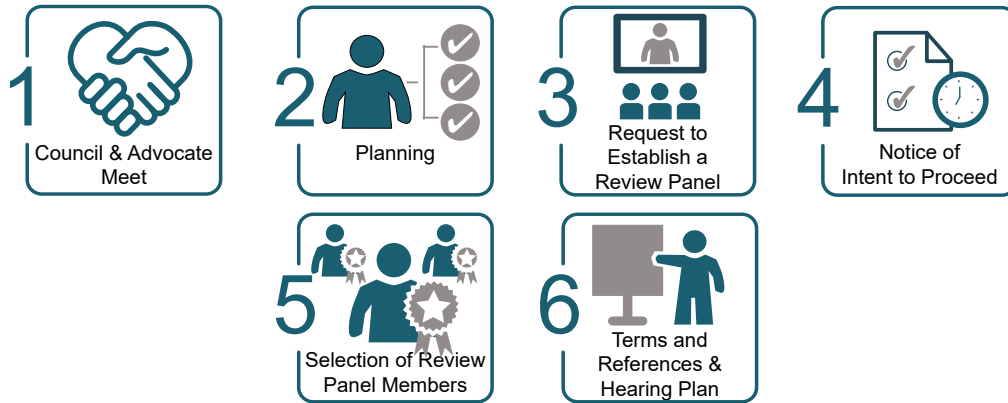 1
Council & Advocate
Meet
2
Planning
3
Request to
Establish a
Review Panel
4
Notice of
Intent to Proceed
5
Selection of Review
Panel Members
6
Terms and
References &
Hearing Plan